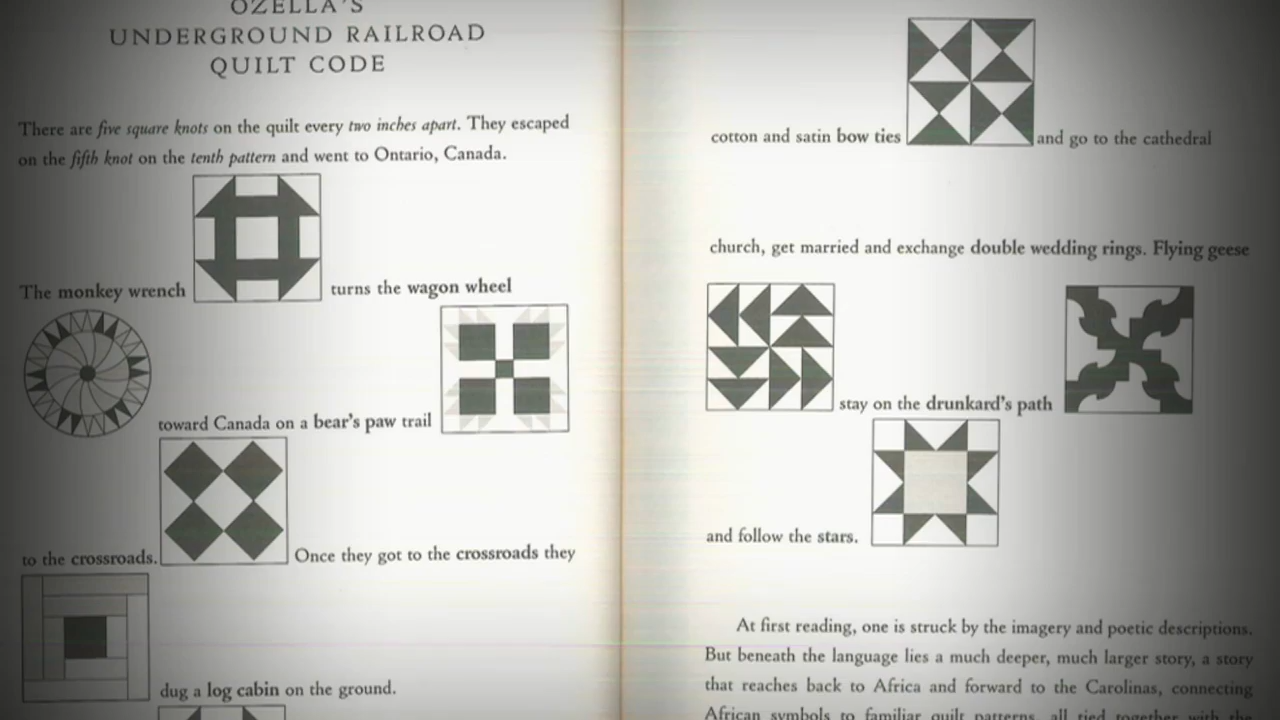 OZELLA'S
UNDERGROUND RAILROAD
QUILT CODE
There are five square knots on the quilt every two inches apart. They escaped
on the fifth knot on the tenth pattern and went to Ontario, Canada.
The monkey wrench turns the wagon wheel
toward Canada on a bear's paw trail
to the crossroads. Once they got to the crossroads they
dug a log cabin on the ground.
cotton and satin bow ties and go to the cathedral
church, get married and exchange double wedding rings. Flying geese
stay on the drunkard's path
and follow the stars.
At first reading, one is struck by the imagery and poetic descriptions.
But beneath the language lies a much deeper, much larger story, a story
that reaches back to Africa and forward to the Carolinas, connecting
African symbols to familiar quilt patterns, all tied together with the